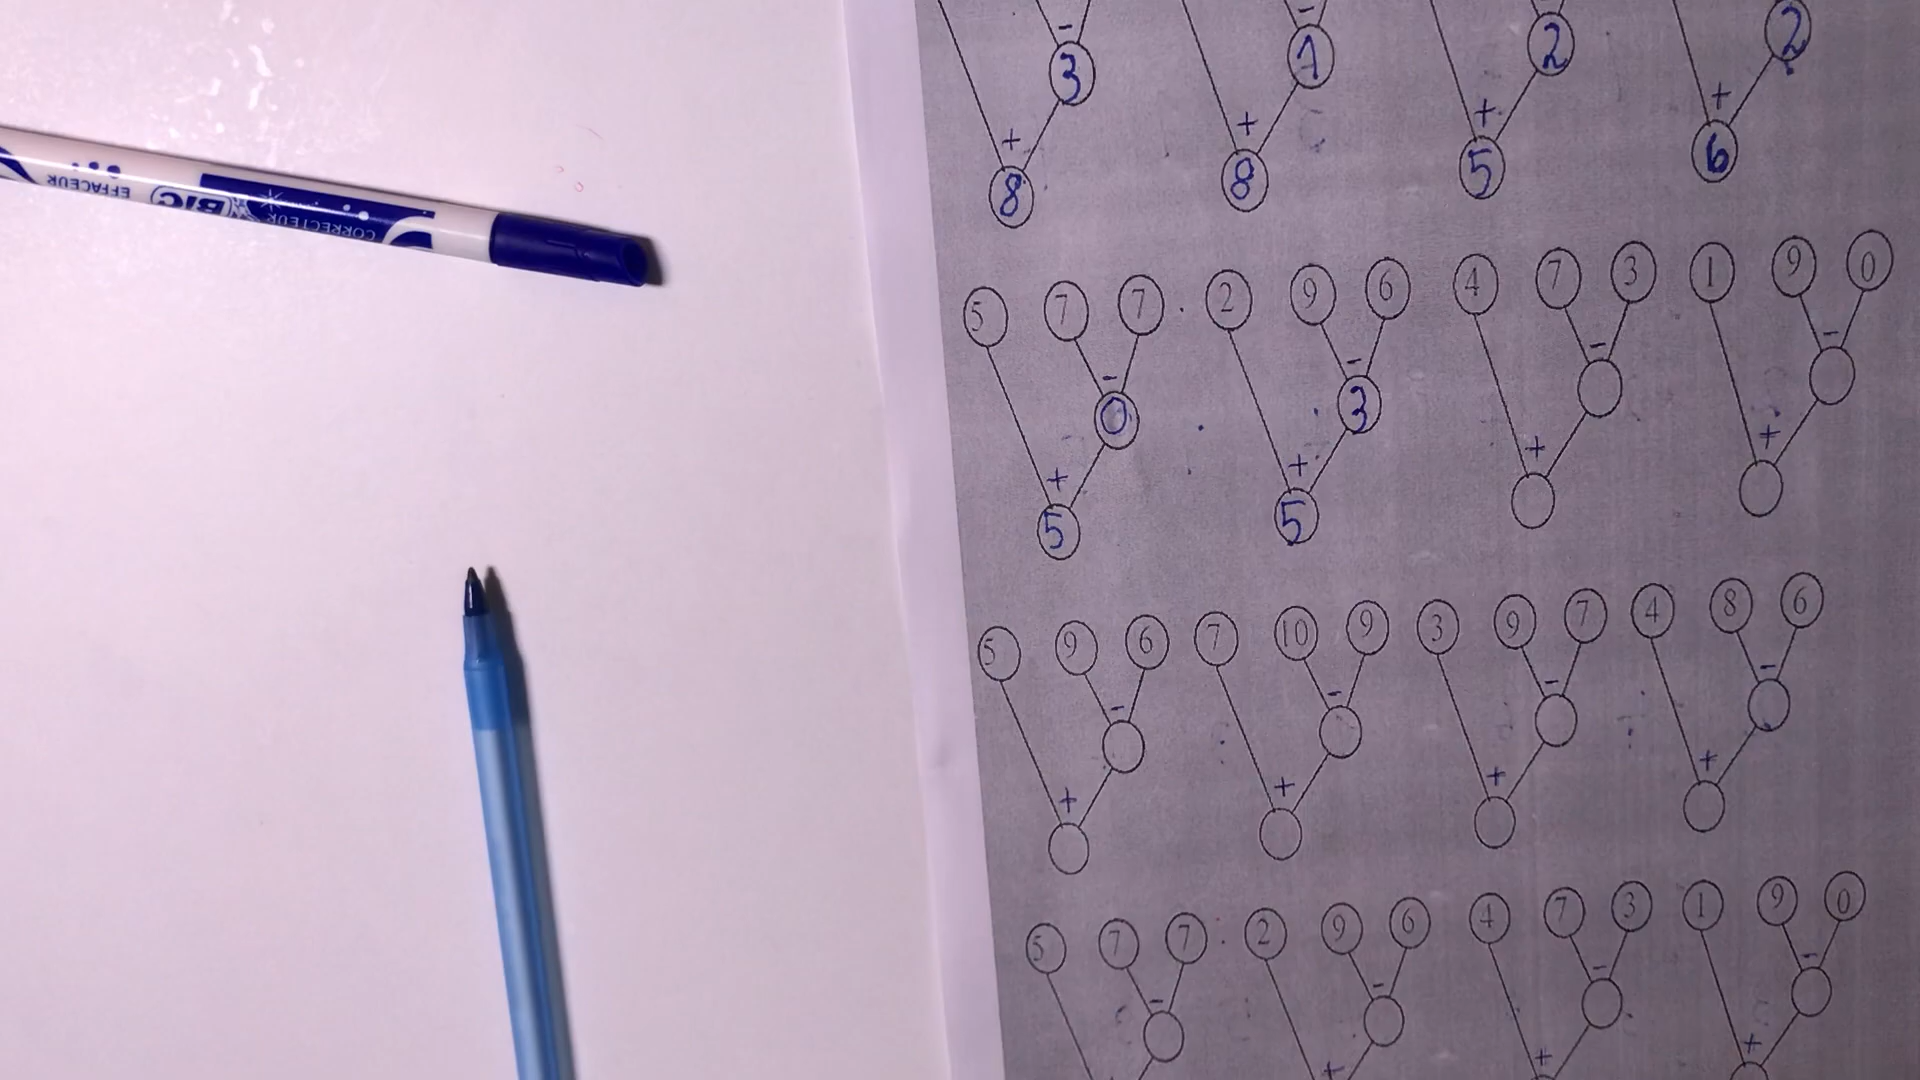 - - -
3 1 2 2
+ + + +
8 8 5 6
CORRECTEUR BIC EFFACEUR
5 7 7 2 9 6 4 7 3 1 9 0
- - - -
0 3
+ + + +
5 5
5 9 6 7 10 9 3 9 7 4 8 6
- - - -
+ + + +
5 7 7 2 9 6 4 7 3 1 9 0
- - - -
+ + +